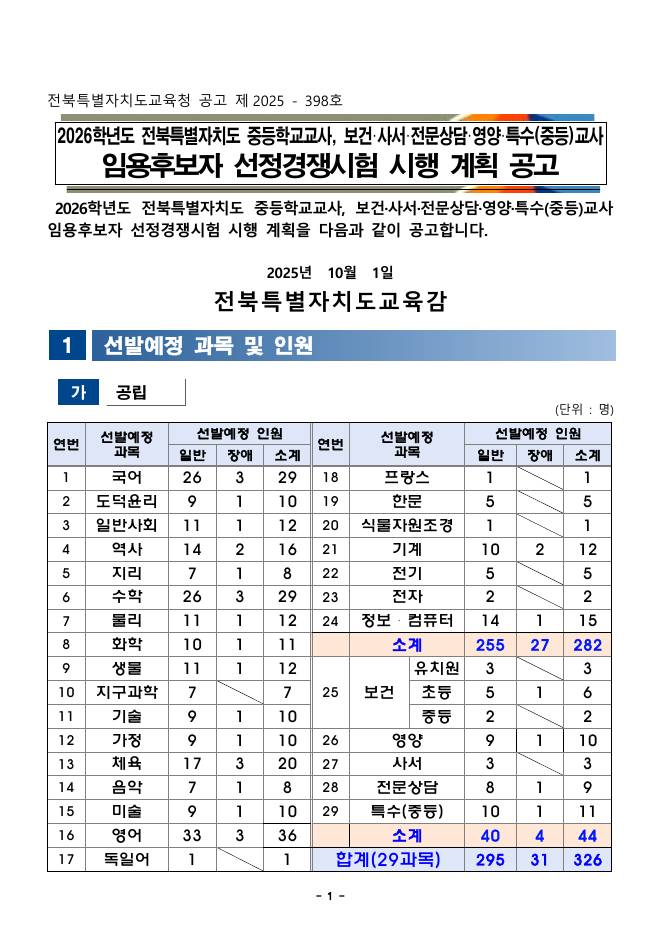 전북특별자치도교육청 공고 제2025 - 398호
2026학년도 전북특별자치도 중등학교교사, 보건·사서·전문상담·영양·특수(중등)교사
임용후보자 선정경쟁시험 시행 계획 공고
2026학년도 전북특별자치도 중등학교교사, 보건·사서·전문상담·영양·특수(중등)교사
임용후보자 선정경쟁시험 시행 계획을 다음과 같이 공고합니다.
2025년 10월 1일
전북특별자치도교육감
1 선발예정 과목 및 인원
가 공립
(단위 : 명)
연번 선발예정 과목 선발예정 인원 연번 선발예정 과목 선발예정 인원
일반 장애 소계 일반 장애 소계
1 국어 26 3 29 18 프랑스 1 1
2 도덕윤리 9 1 10 19 한문 5 5
3 일반사회 11 1 12 20 식물자원조경 1 1
4 역사 14 2 16 21 기계 10 2 12
5 지리 7 1 8 22 전기 5 5
6 수학 26 3 29 23 전자 2 2
7 물리 11 1 12 24 정보·컴퓨터 14 1 15
8 화학 10 1 11 소계 255 27 282
9 생물 11 1 12 25 보건 유치원 3 3
10 지구과학 7 7 초등 5 1 6
11 기술 9 1 10 중등 2 2
12 가정 9 1 10 26 영양 9 1 10
13 체육 17 3 20 27 사서 3 3
14 음악 7 1 8 28 전문상담 8 1 9
15 미술 9 1 10 29 특수(중등) 10 1 11
16 영어 33 3 36 소계 40 4 44
17 독일어 1 1 합계(29과목) 295 31 326
- 1 -